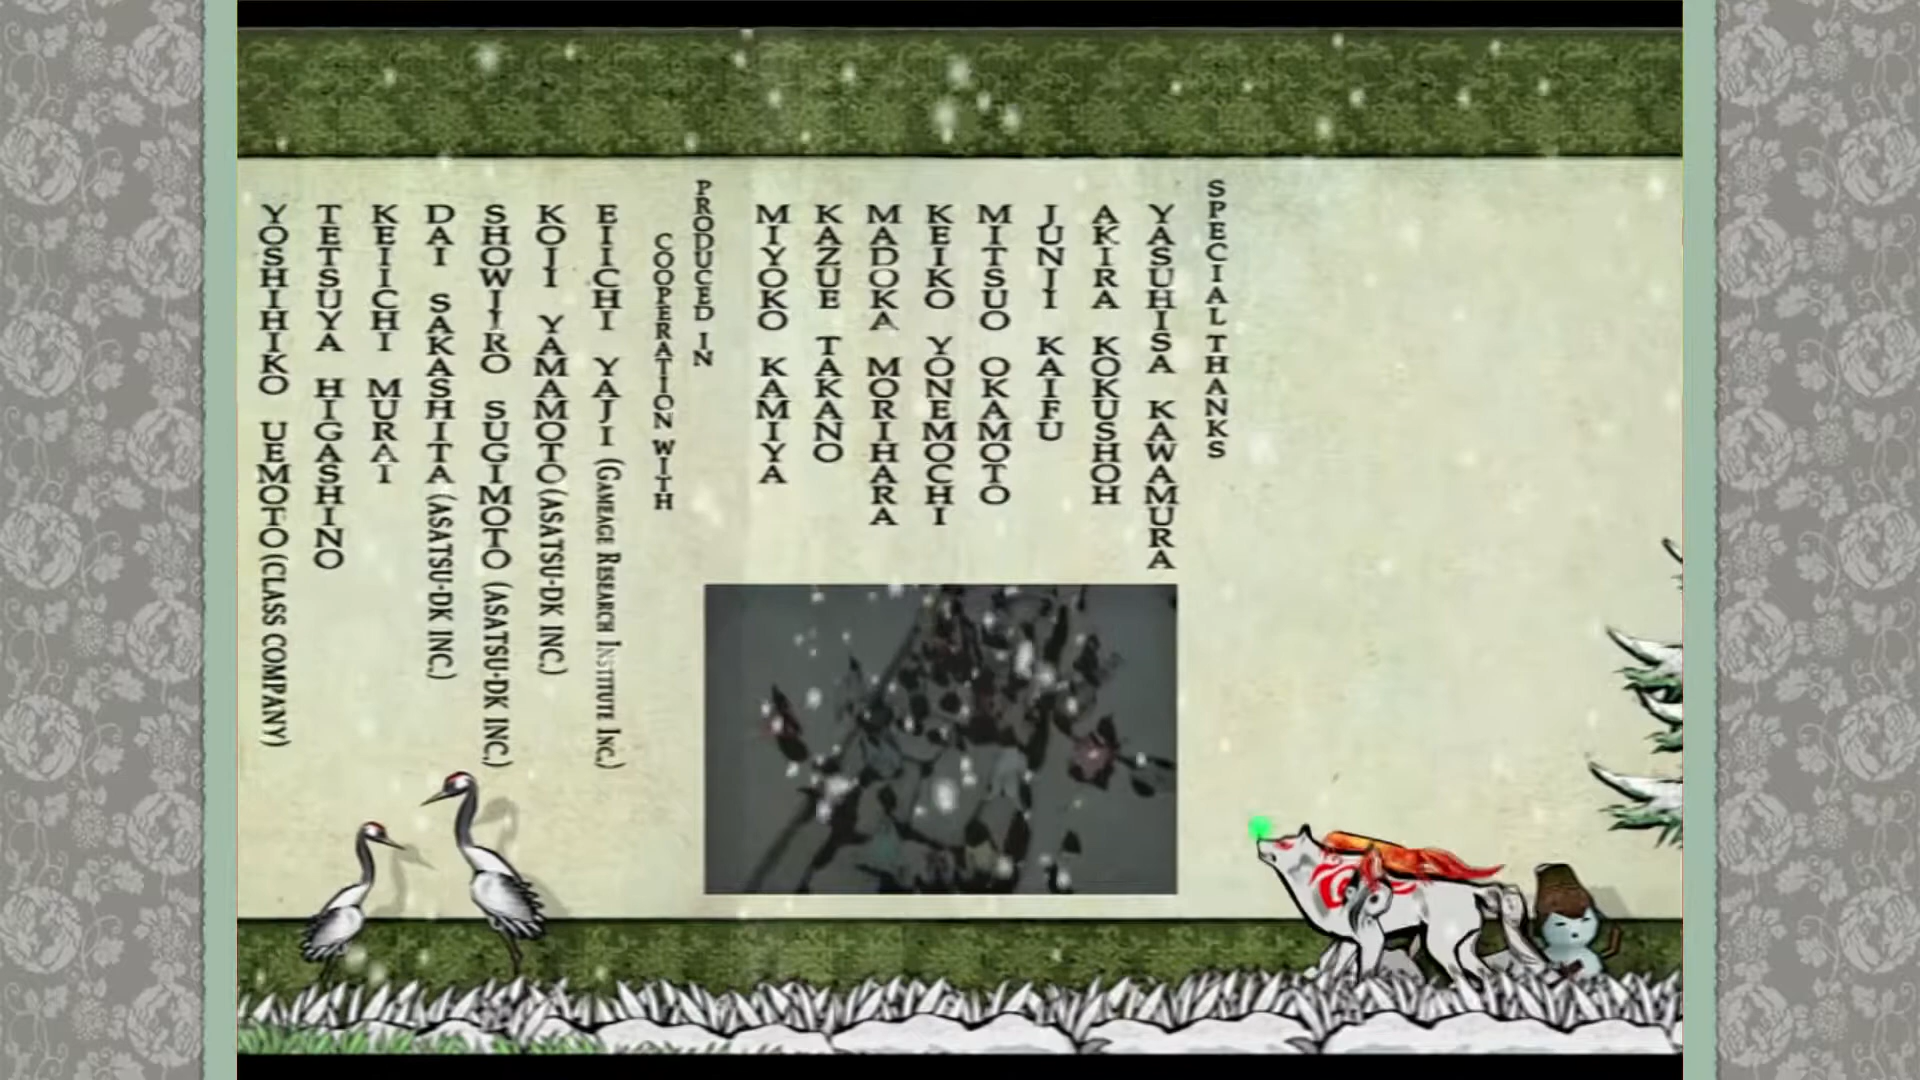 SPECIAL THANKS
YASUHISA KAWAMURA
AKIRA KOKUSHOH
JUNJI KAIFU
MITSUO OKAMOTO
KEIKO YONEMOCHI
MADOKA MORIHARA
KAZUE TAKANO
MIYOKO KAMIYA
PRODUCED IN
COOPERATION WITH
EIICHI YAJI (GAMEAGE RESEARCH INSTITUTE INC.)
KOJI YAMAMOTO (ASATSU-DK INC.)
SHOWJRO SUGIMOTO (ASATSU-DK INC.)
DAI SAKASHITA (ASATSU-DK INC.)
KEIICHI MURAI
TETSUYA HIGASHINO
YOSHIHIKO UEMOTO (CLASS COMPANY)